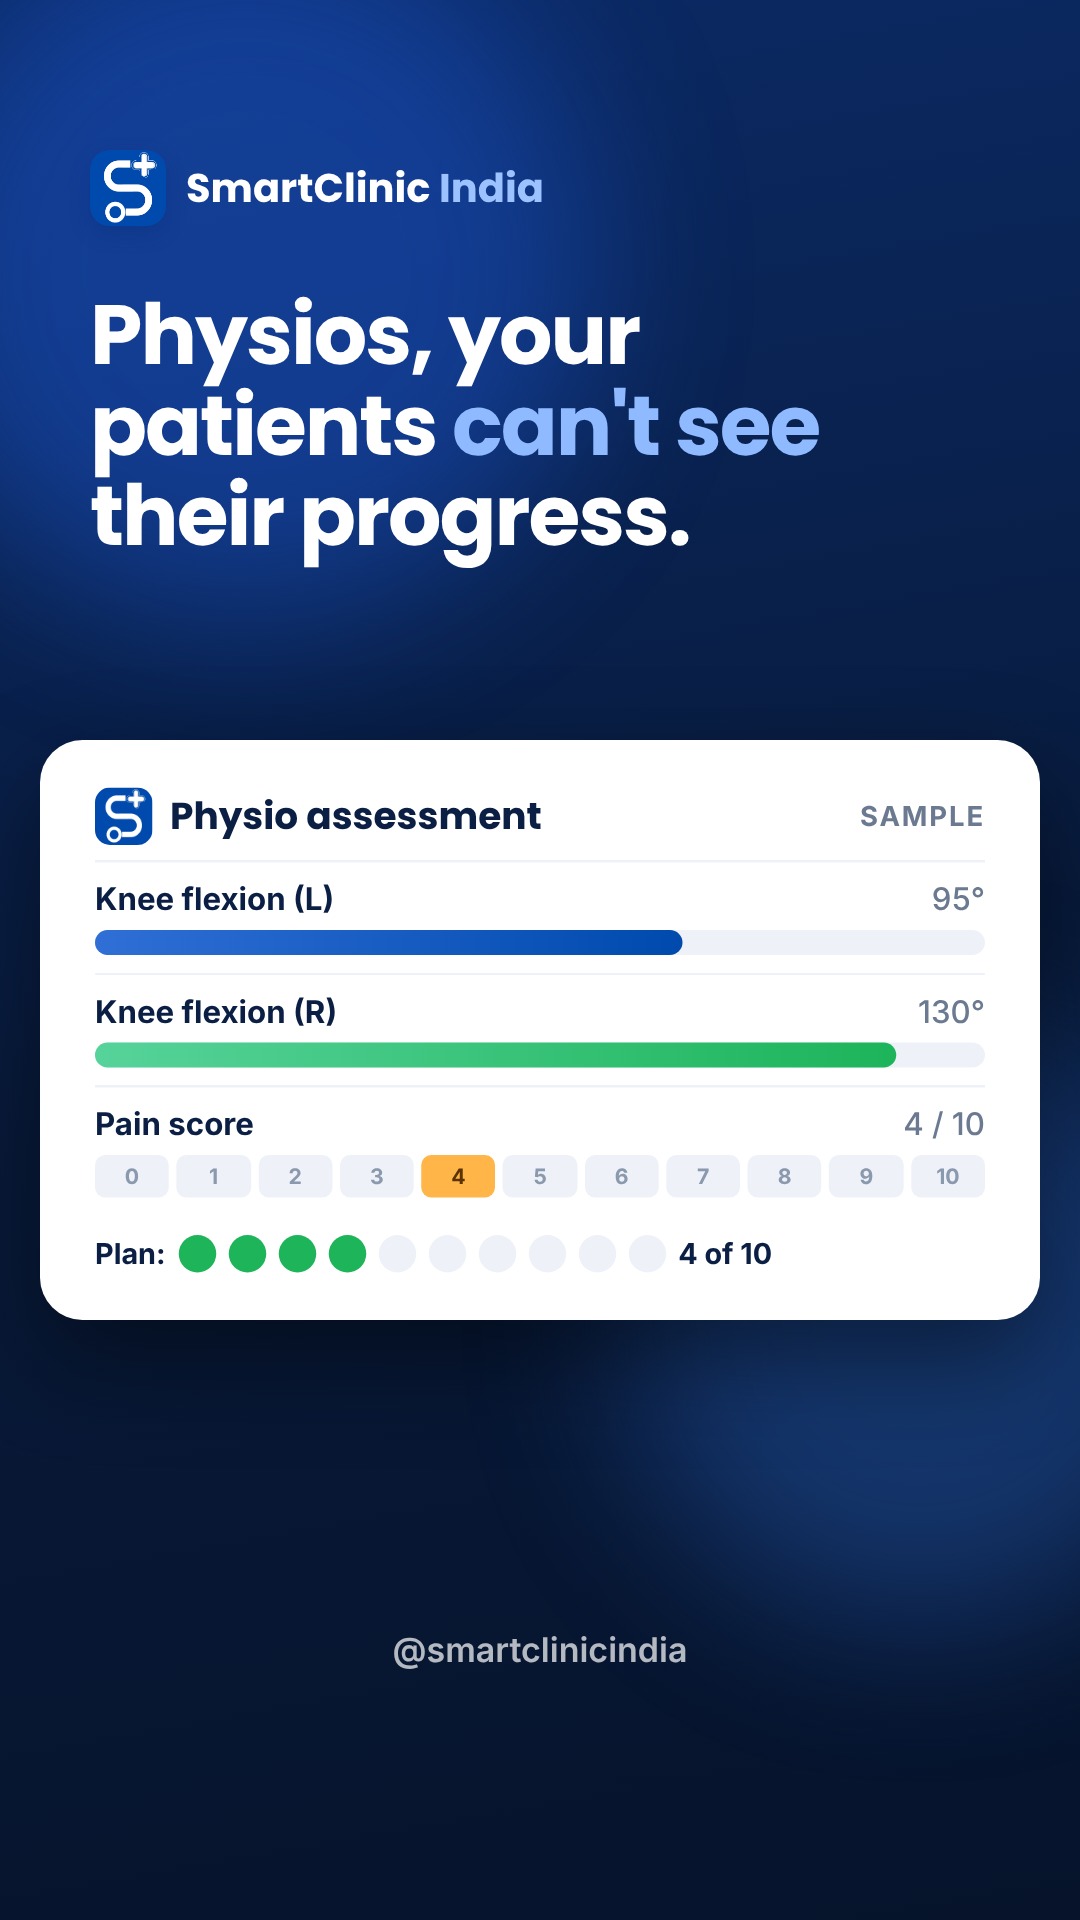 SmartClinic India
Physios, your
patients can't see
their progress.
Physio assessment
SAMPLE
Knee flexion (L)
95°
Knee flexion (R)
130°
Pain score
4 / 10
0 1 2 3 4 5 6 7 8 9 10
Plan: 4 of 10
@smartclinicindia